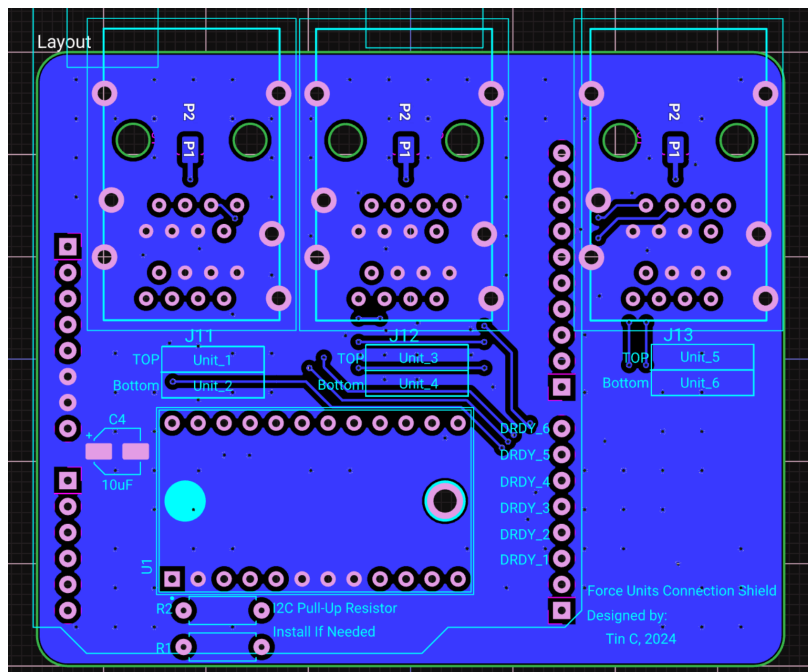 Layout
P2
P1
P2
P1
P2
P1
J11
J12
J13
TOP
Unit_1
TOP
Unit_3
TOP
Unit_5
Bottom
Unit_2
Bottom
Unit_4
Bottom
Unit_6
C4
+
10uF
DRDY_6
DRDY_5
DRDY_4
DRDY_3
DRDY_2
DRDY_1
U1
R2
I2C Pull-Up Resistor
Install If Needed
R1
Force Units Connection Shield
Designed by:
Tin C, 2024